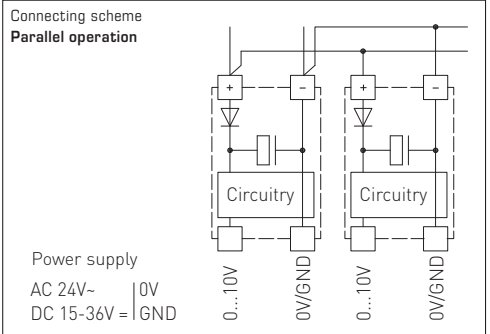 Connecting scheme
Parallel operation
+ − + −
Circuitry Circuitry
Power supply
AC 24V~ 0V
DC 15-36V = GND
0...10V
0V/GND
0...10V
0V/GND